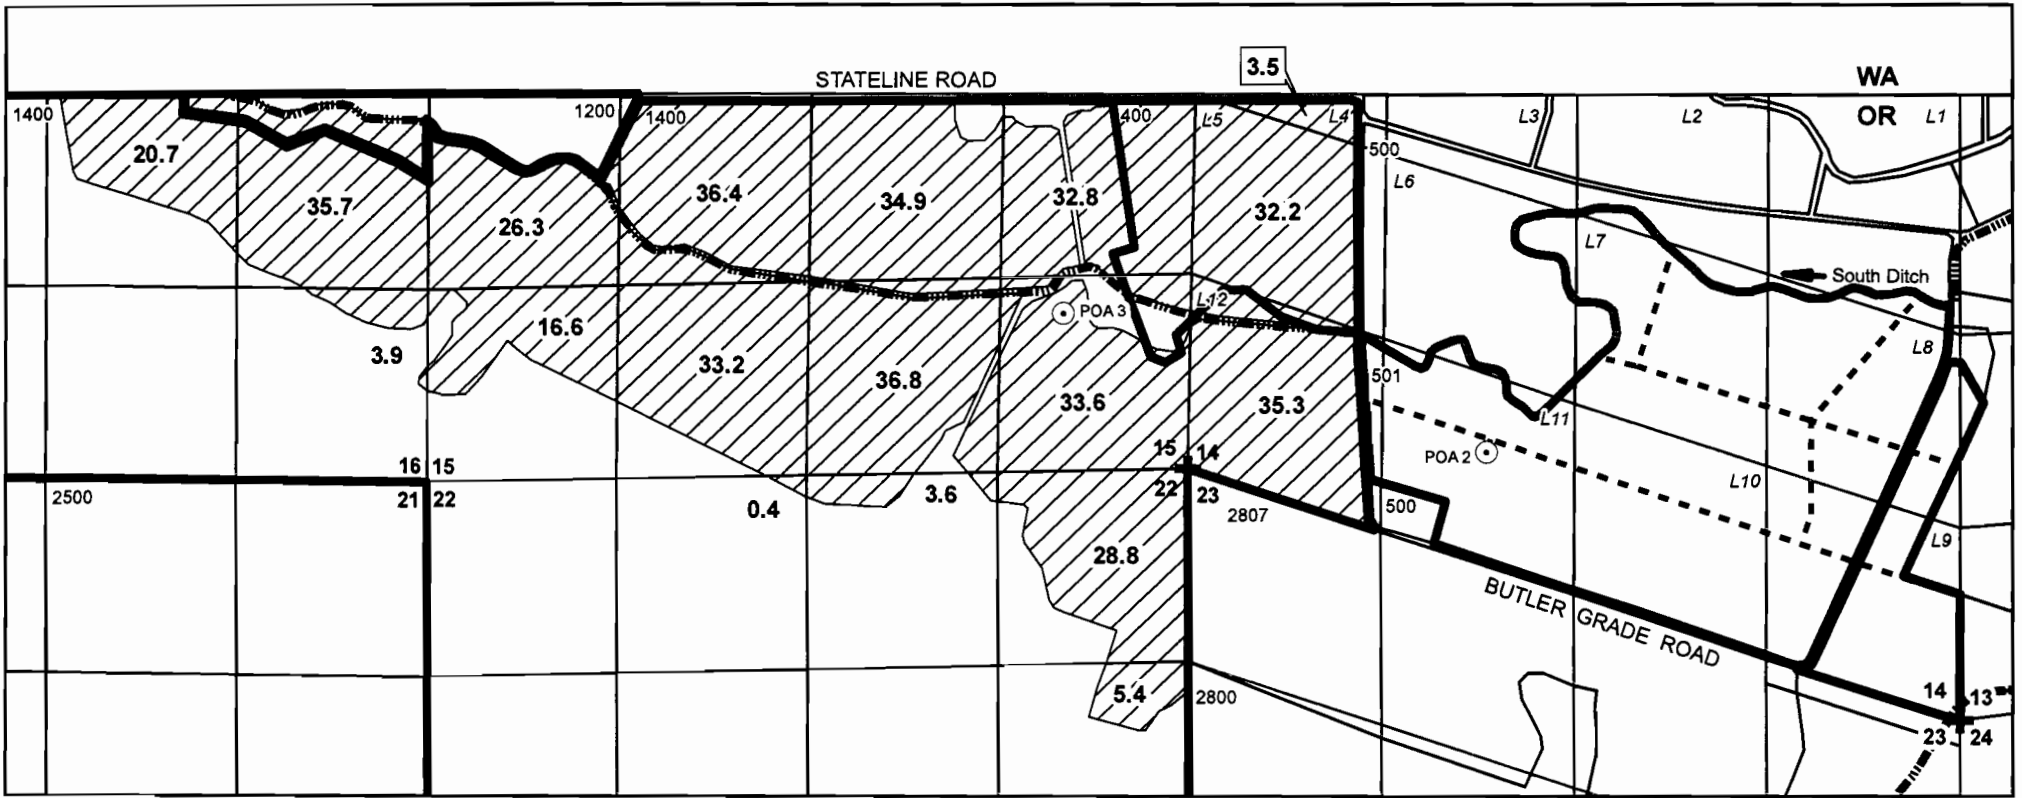 STATELINE ROAD
3.5
WA
OR
1400
1200
1400
400
L5
L4
L3
L2
L1
500
L6
20.7
35.7
26.3
36.4
34.9
32.8
32.2
L7
South Ditch
L12
POA 3
16.6
3.9
33.2
36.8
33.6
35.3
501
L8
L11
POA 2
L10
16 15
21 22
15 14
22 23
2500
0.4
3.6
2807
500
28.8
L9
BUTLER GRADE ROAD
5.4
2800
14 13
23 24